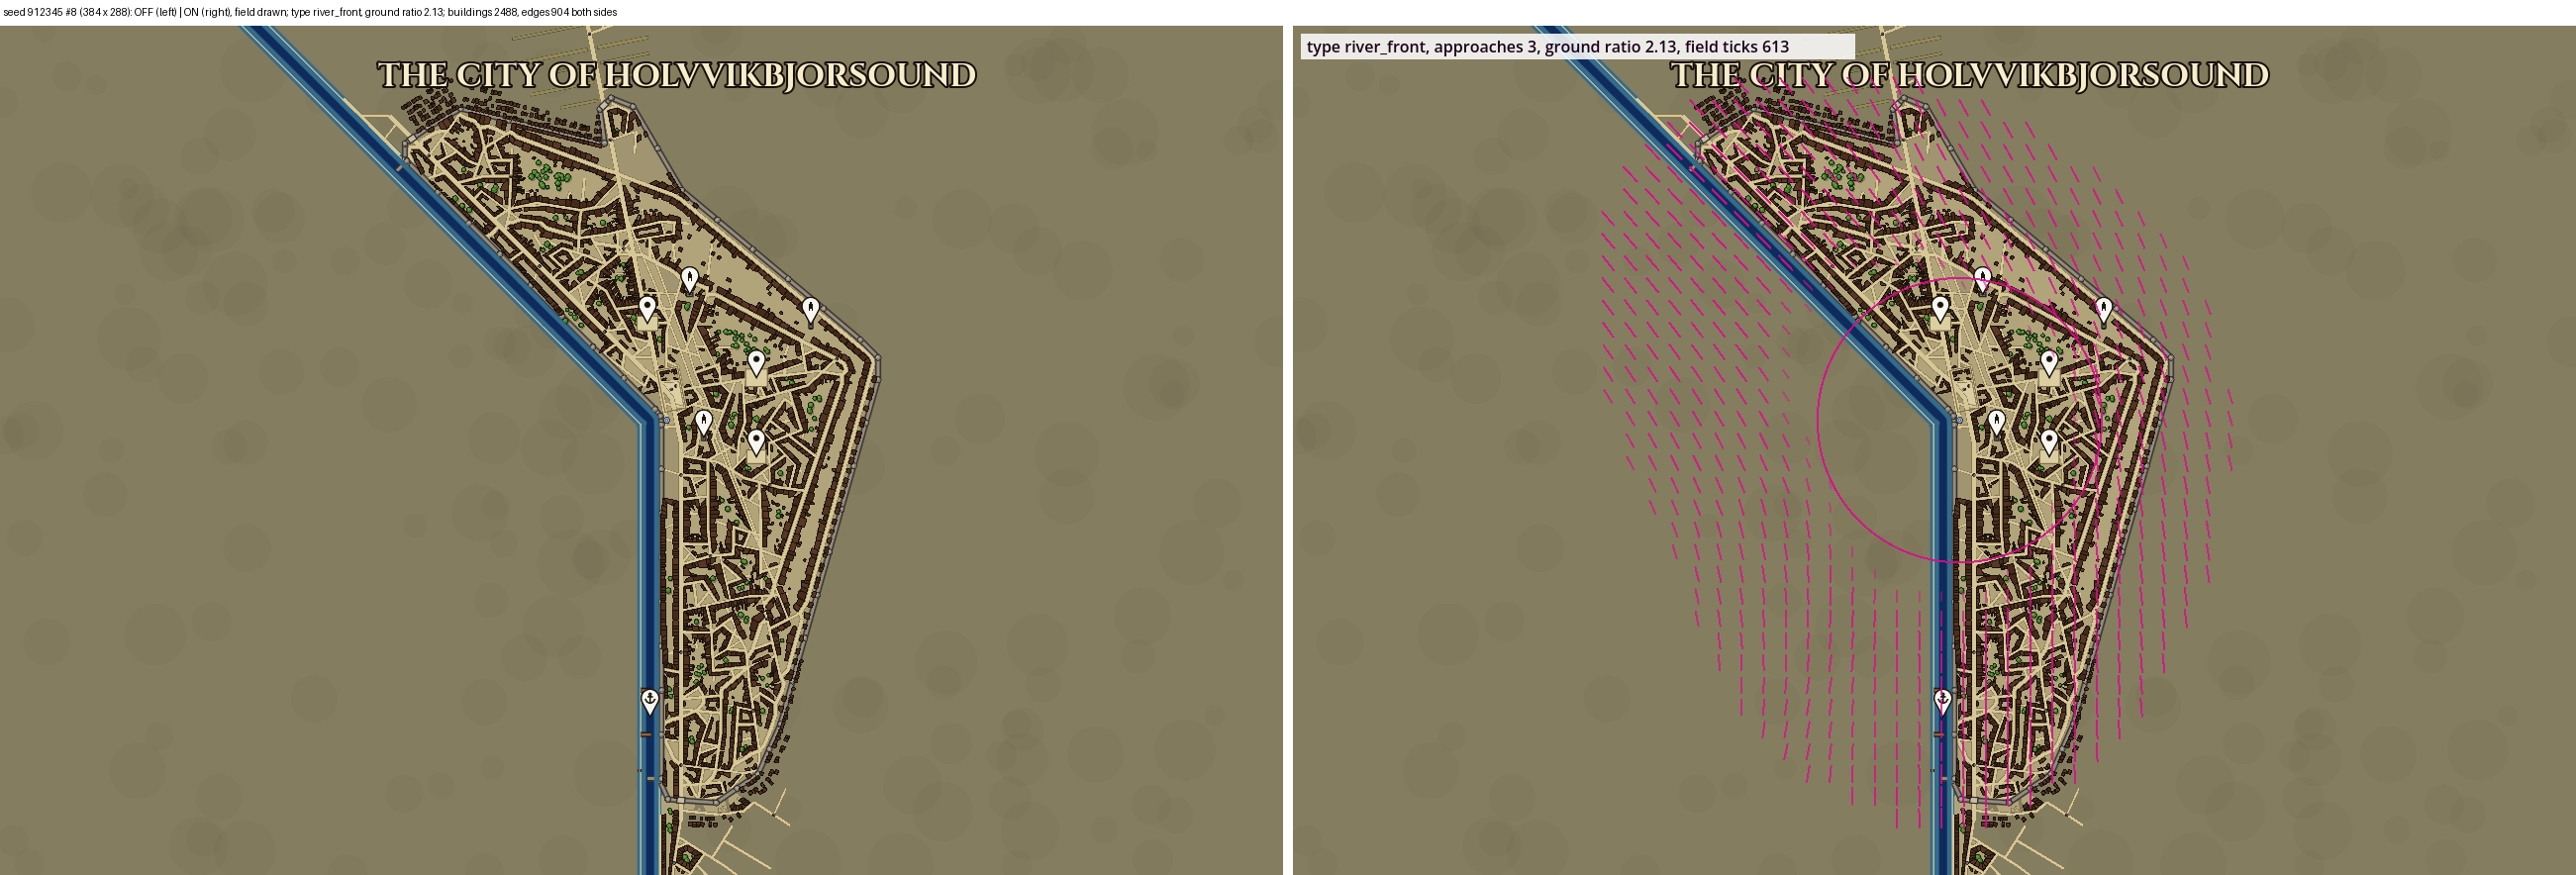 seed 912345 #8 (384 x 288): OFF (left) | ON (right), field drawn; type river_front, ground ratio 2.13; buildings 2488, edges 904 both sides
type river_front, approaches 3, ground ratio 2.13, field ticks 613
THE CITY OF HOLVVIKBJORSOUND
THE CITY OF HOLVVIKBJORSOUND